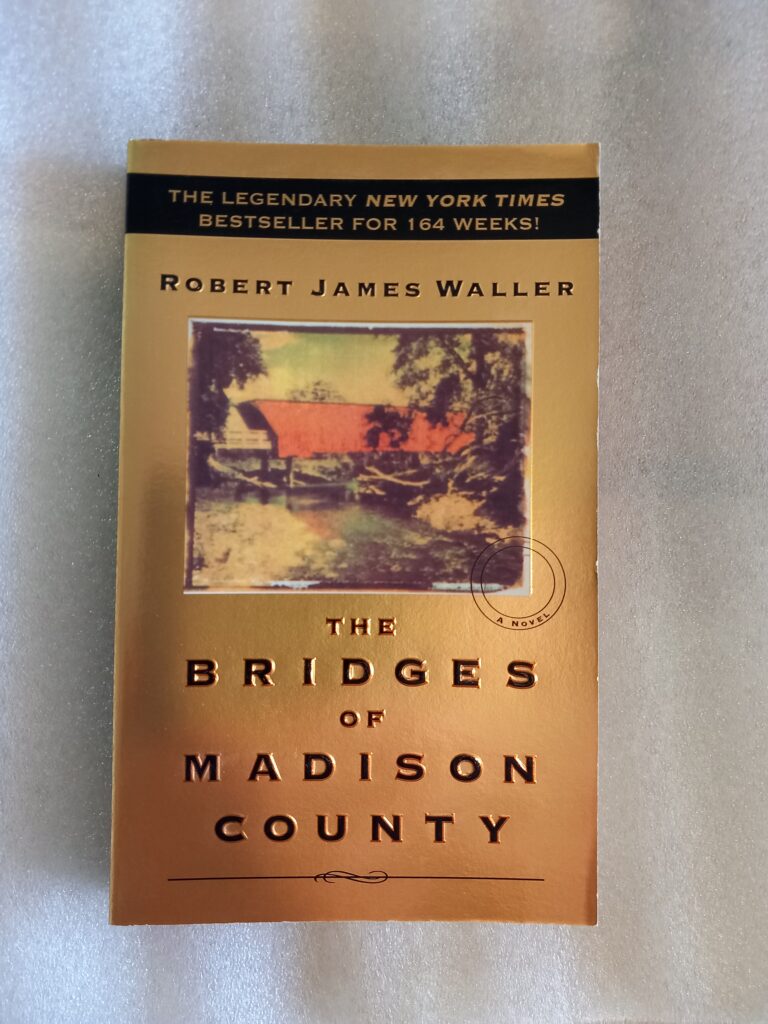 THE LEGENDARY NEW YORK TIMES
BESTSELLER FOR 164 WEEKS!
ROBERT JAMES WALLER
A NOVEL
THE
BRIDGES
OF
MADISON
COUNTY